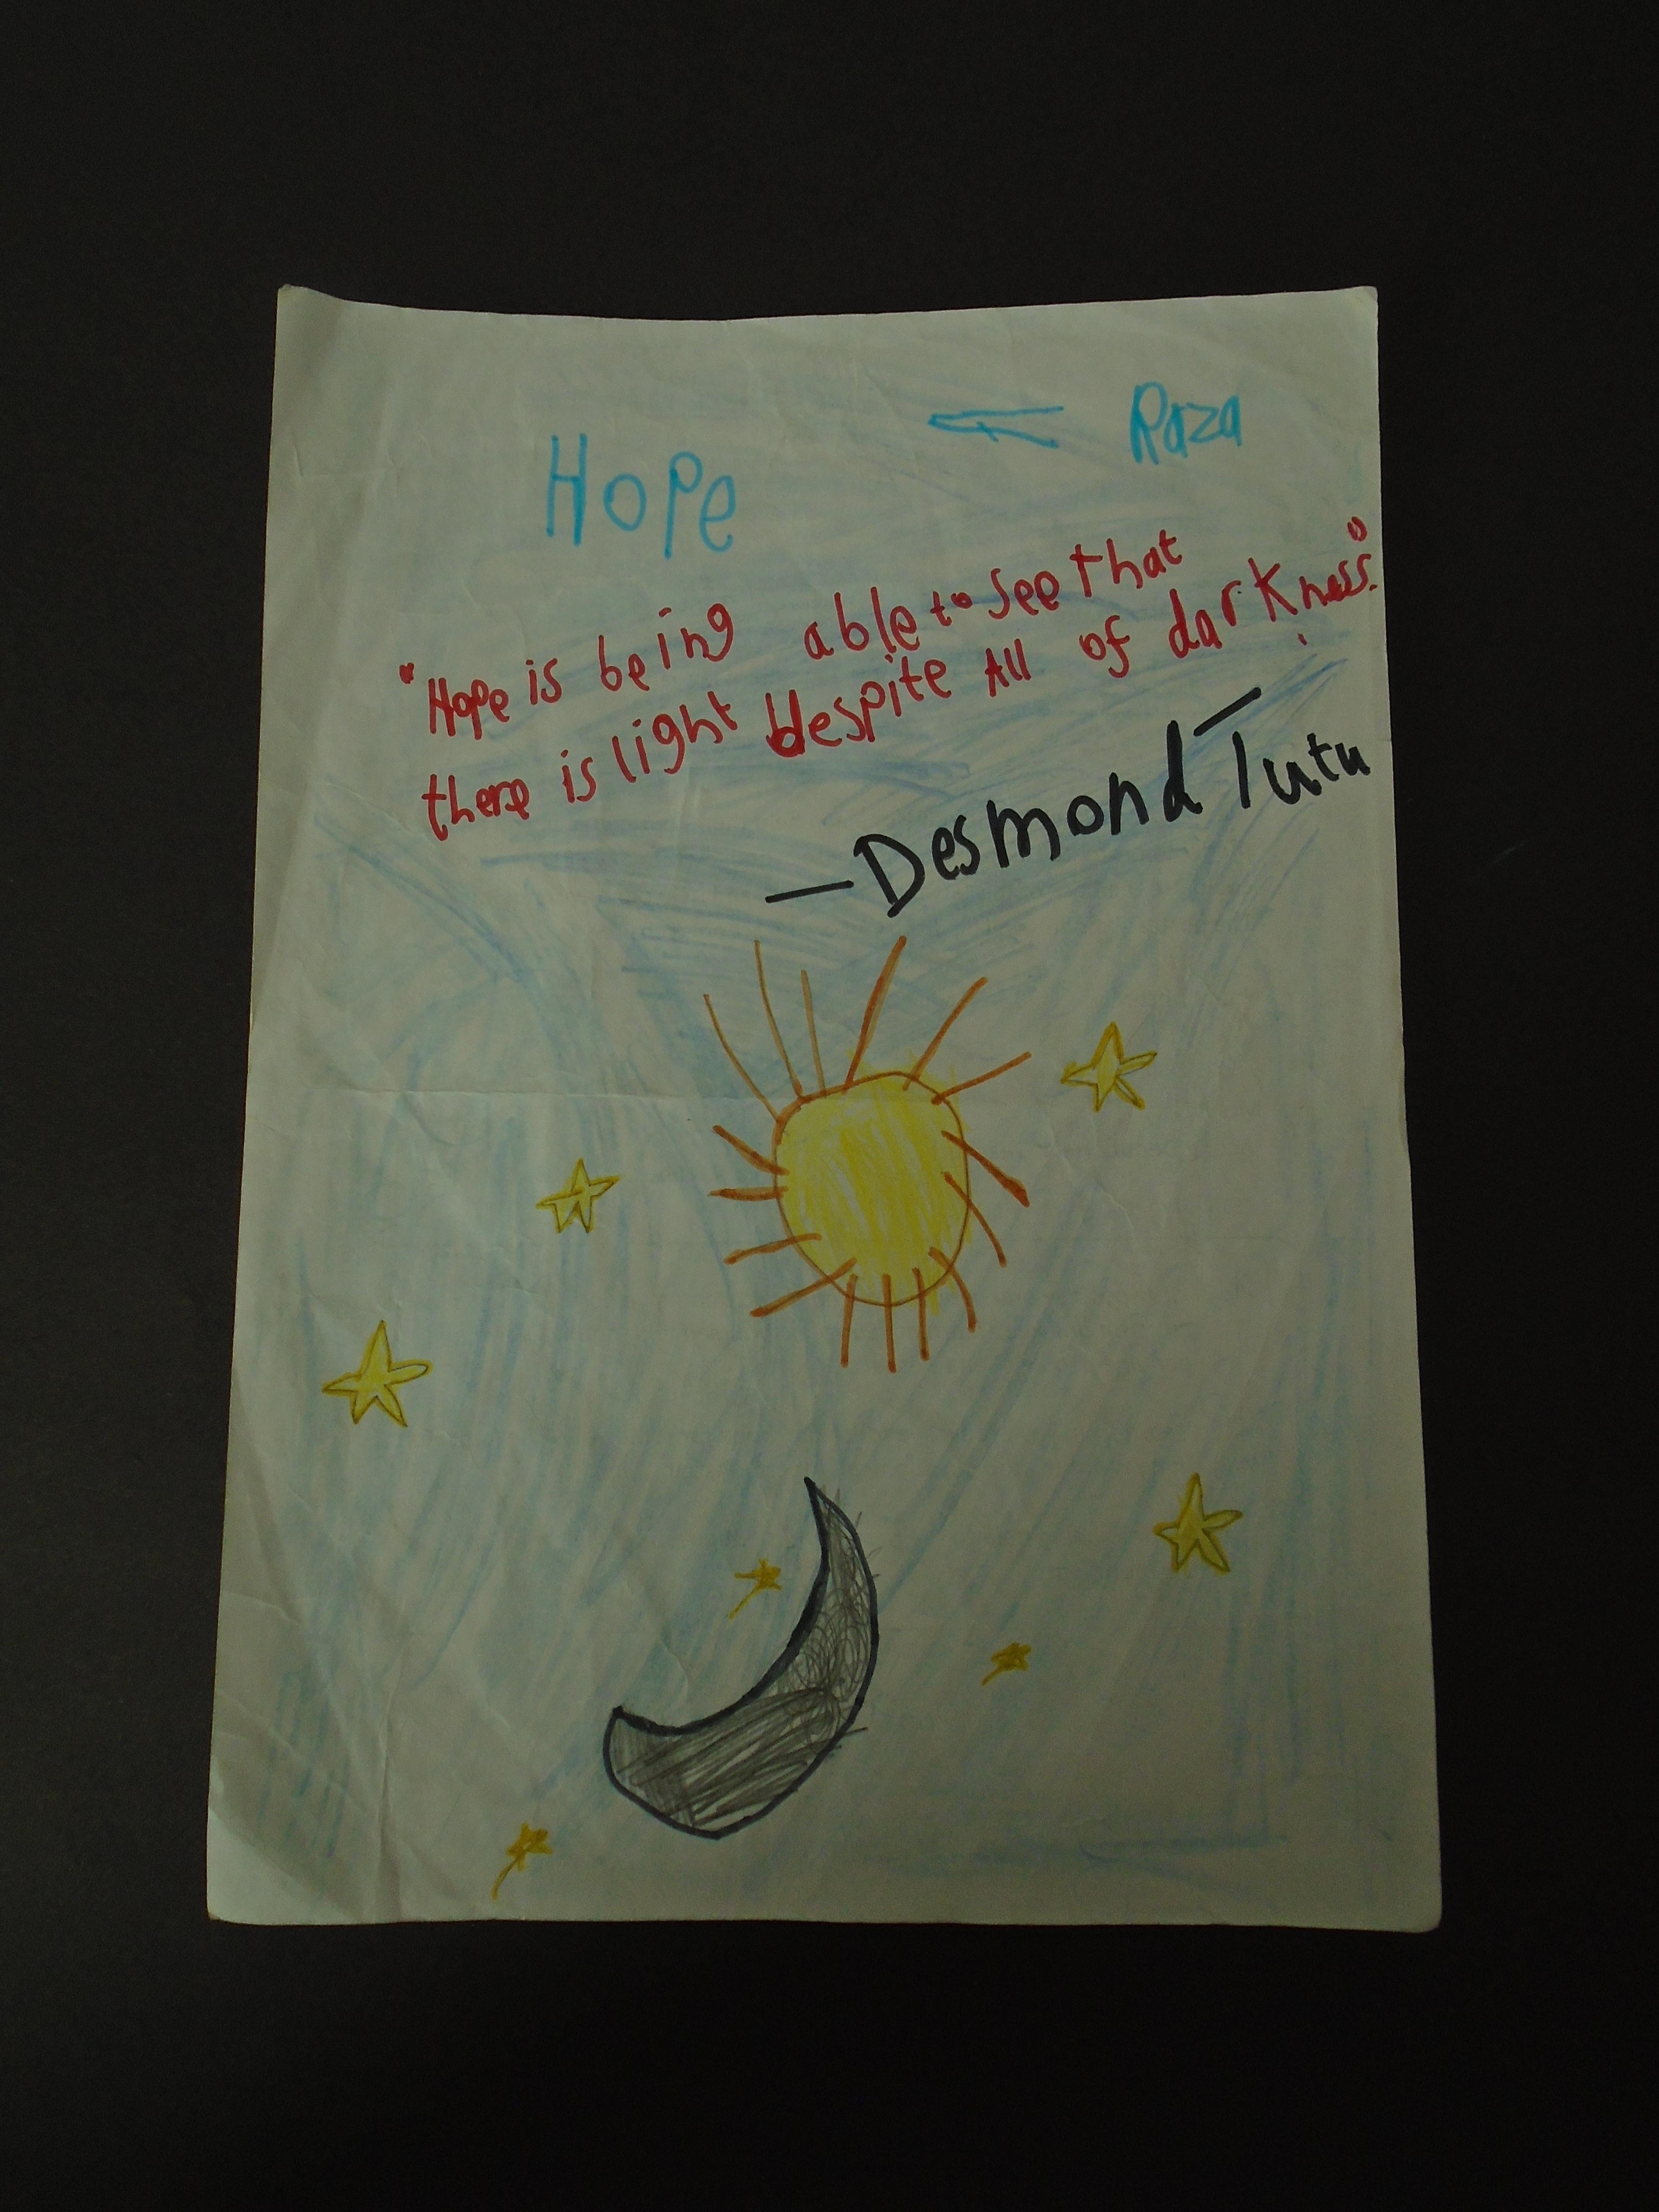 Raza
Hope
"Hope is being able to see that
there is light despite All of darkness."
—Desmond Tutu